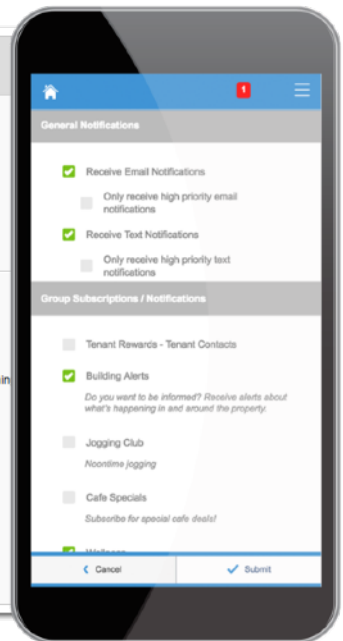 1
General Notifications
Receive Email Notifications
Only receive high priority email
notifications
Receive Text Notifications
Only receive high priority text
notifications
Group Subscriptions / Notifications
Tenant Rewards - Tenant Contacts
Building Alerts
Do you want to be informed? Receive alerts about
what's happening in and around the property.
Jogging Club
Noontime jogging
Cafe Specials
Subscribe for special cafe deals!
Wellness
Cancel
Submit